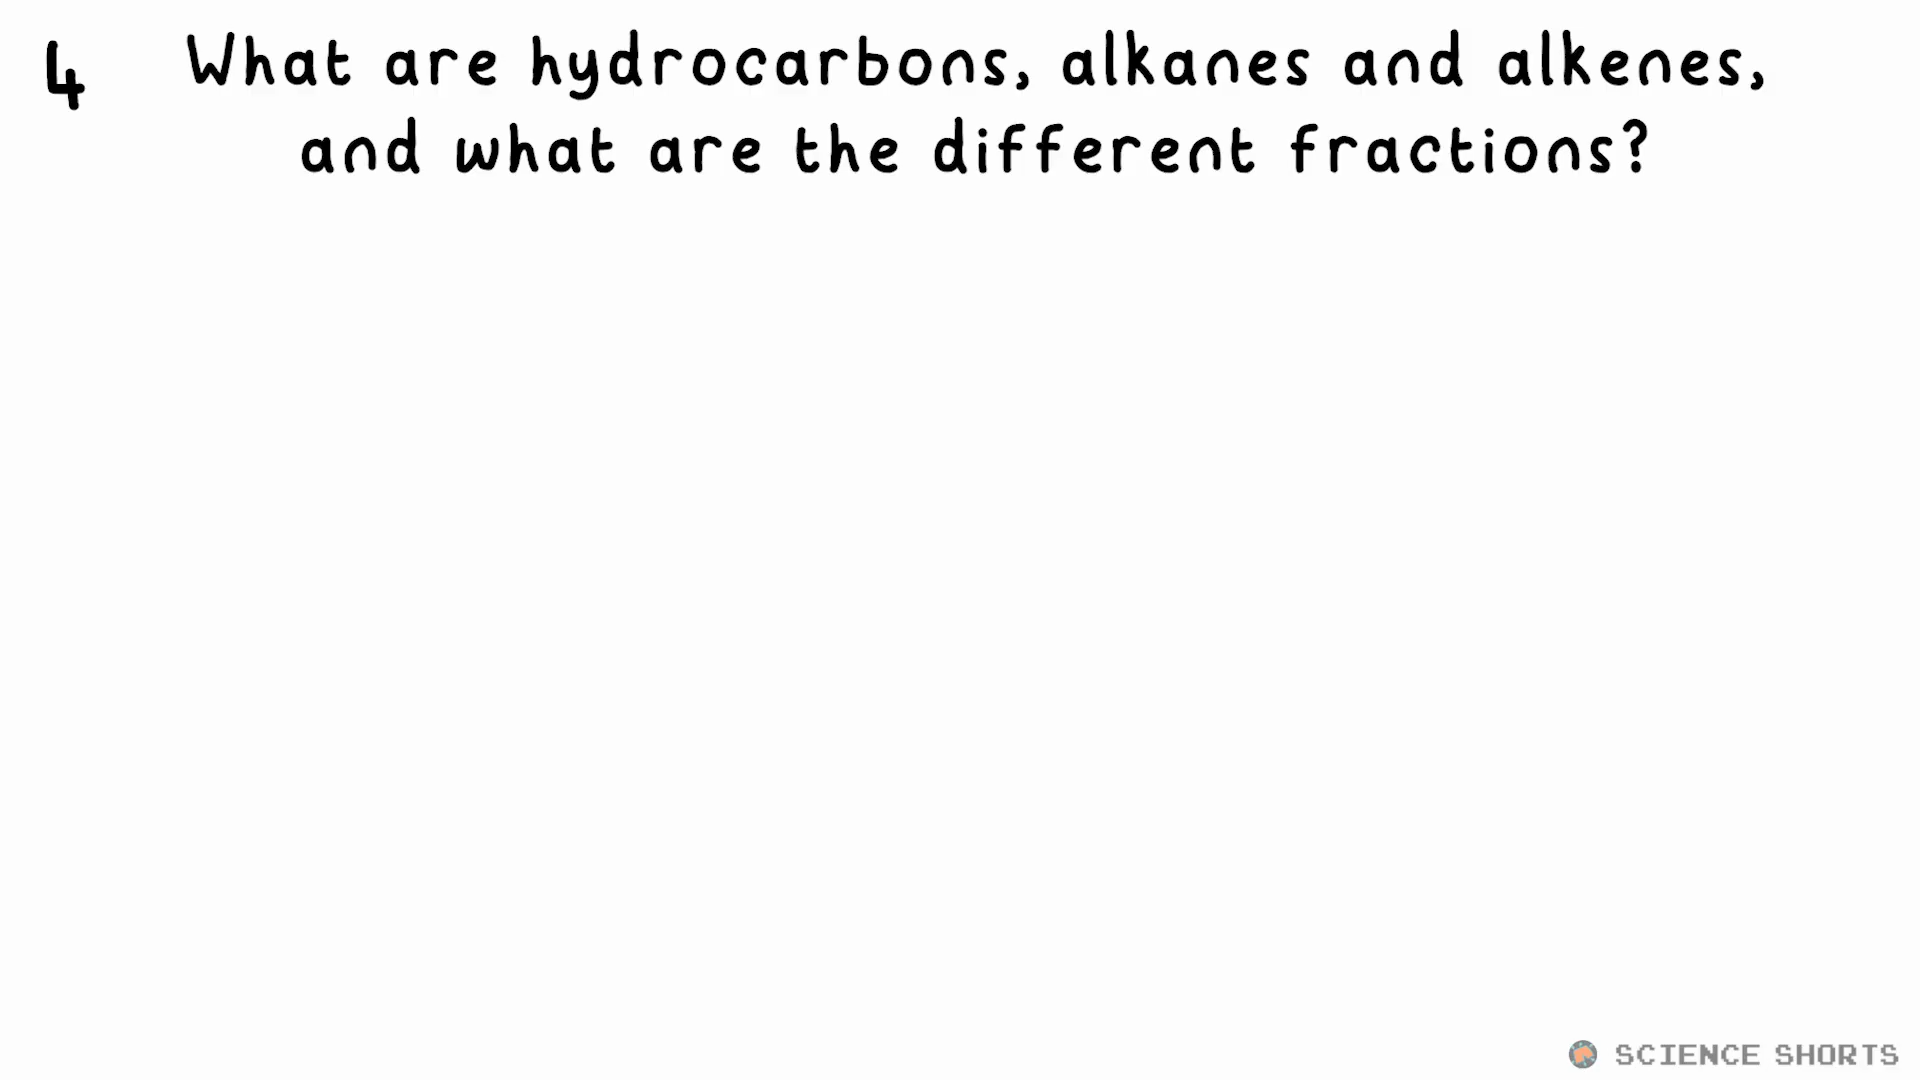 4 What are hydrocarbons, alkanes and alkenes,
and what are the different fractions?
SCIENCE SHORTS